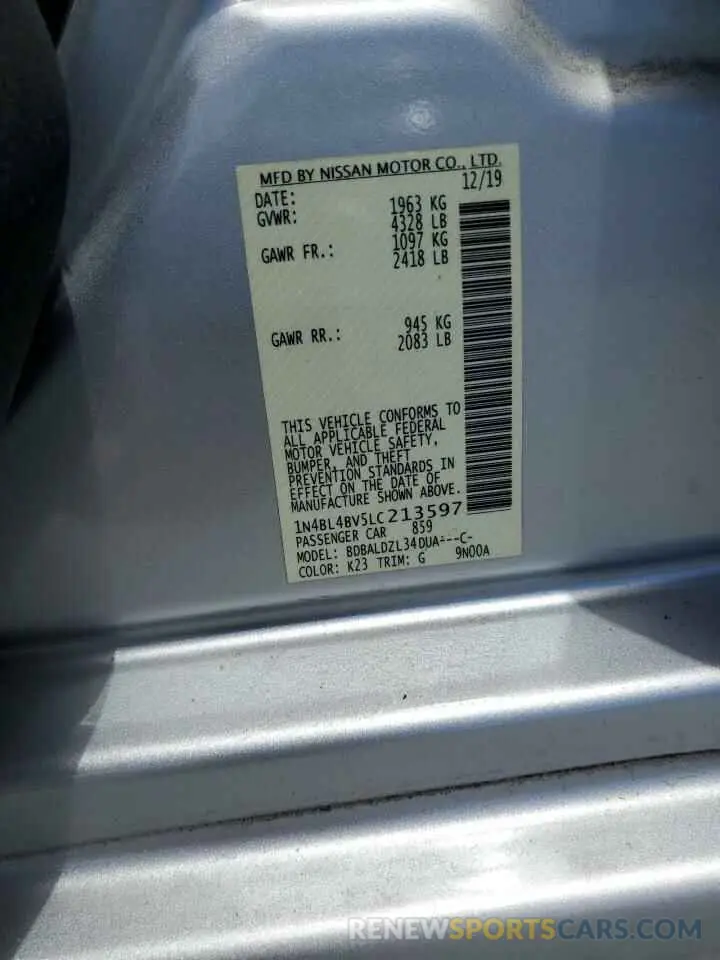 MFD BY NISSAN MOTOR CO., LTD.
DATE: 12/19
GVWR: 1963 KG
4328 LB
GAWR FR.: 1097 KG
2418 LB
GAWR RR.: 945 KG
2083 LB
THIS VEHICLE CONFORMS TO
ALL APPLICABLE FEDERAL
MOTOR VEHICLE SAFETY,
BUMPER, AND THEFT
PREVENTION STANDARDS IN
EFFECT ON THE DATE OF
MANUFACTURE SHOWN ABOVE.
1N4BL4BV5LC213597
PASSENGER CAR 859
MODEL: BDBALDZL34DUA---C-
COLOR: K23 TRIM: G 9N00A
RENEWSPORTSCARS.COM